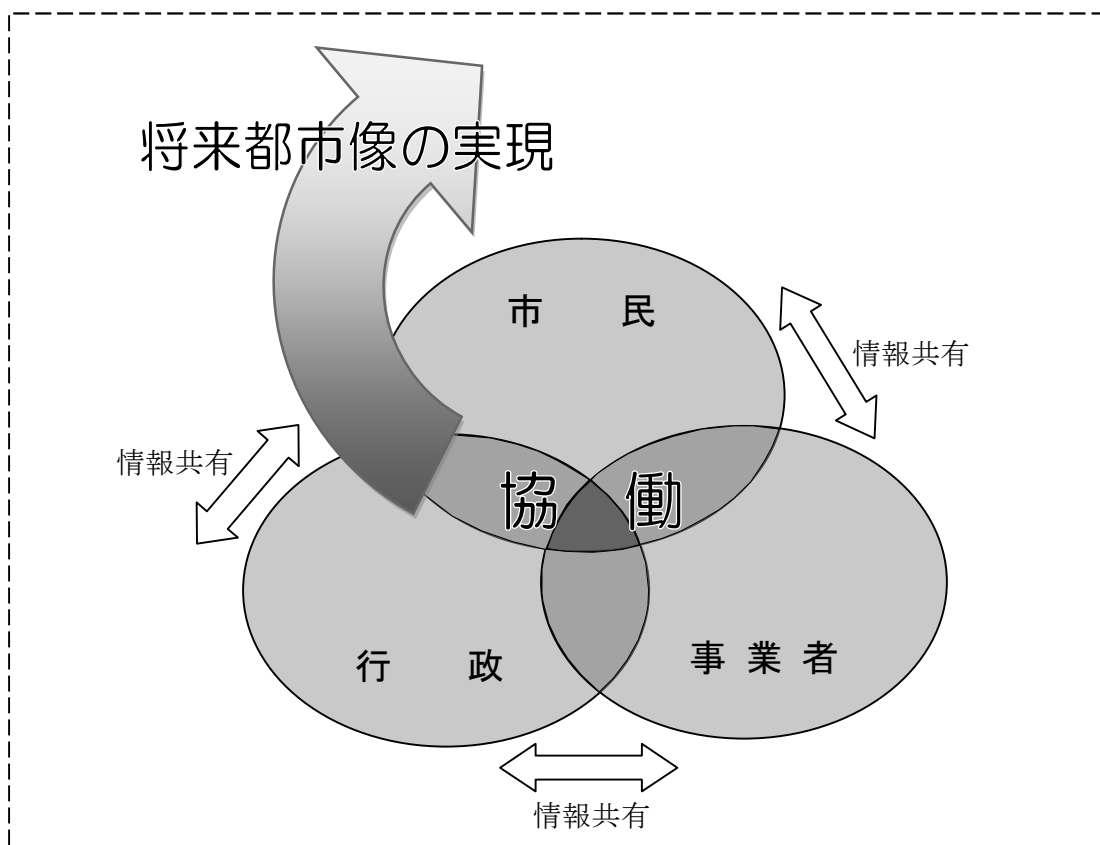 将来都市像の実現
市民
情報共有
情報共有
協働
行政
事業者
情報共有